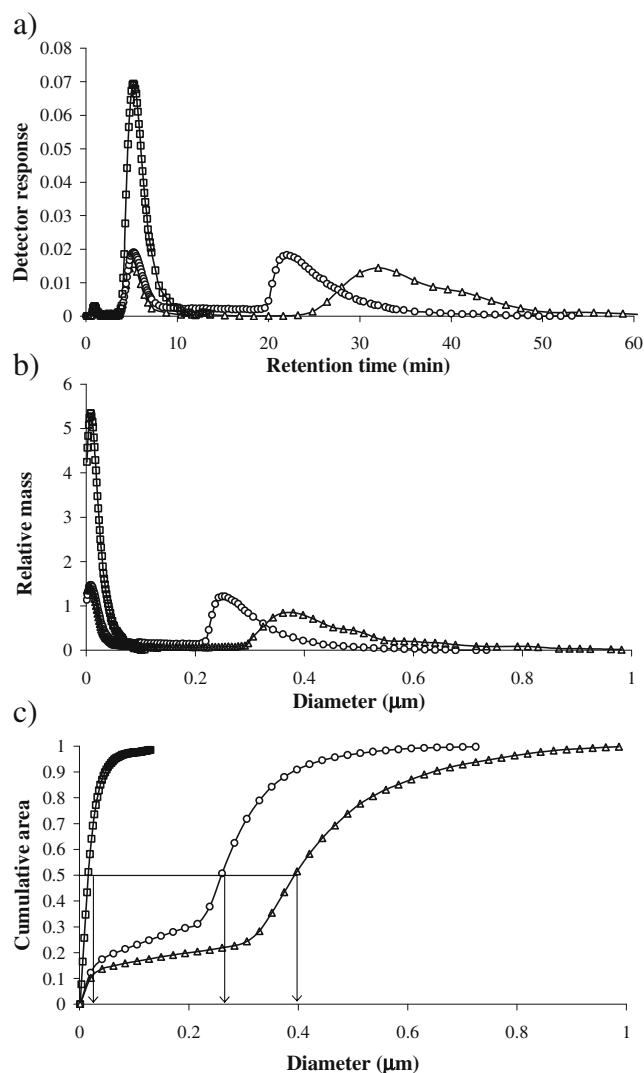 a)
0.08
0.07
0.06
0.05
0.04
0.03
0.02
0.01
0
Detector response
0 10 20 30 40 50 60
Retention time (min)
b)
6
5
4
3
2
1
0
Relative mass
0 0.2 0.4 0.6 0.8 1
Diameter (μm)
c)
1
0.9
0.8
0.7
0.6
0.5
0.4
0.3
0.2
0.1
0
Cumulative area
0 0.2 0.4 0.6 0.8 1
Diameter (μm)